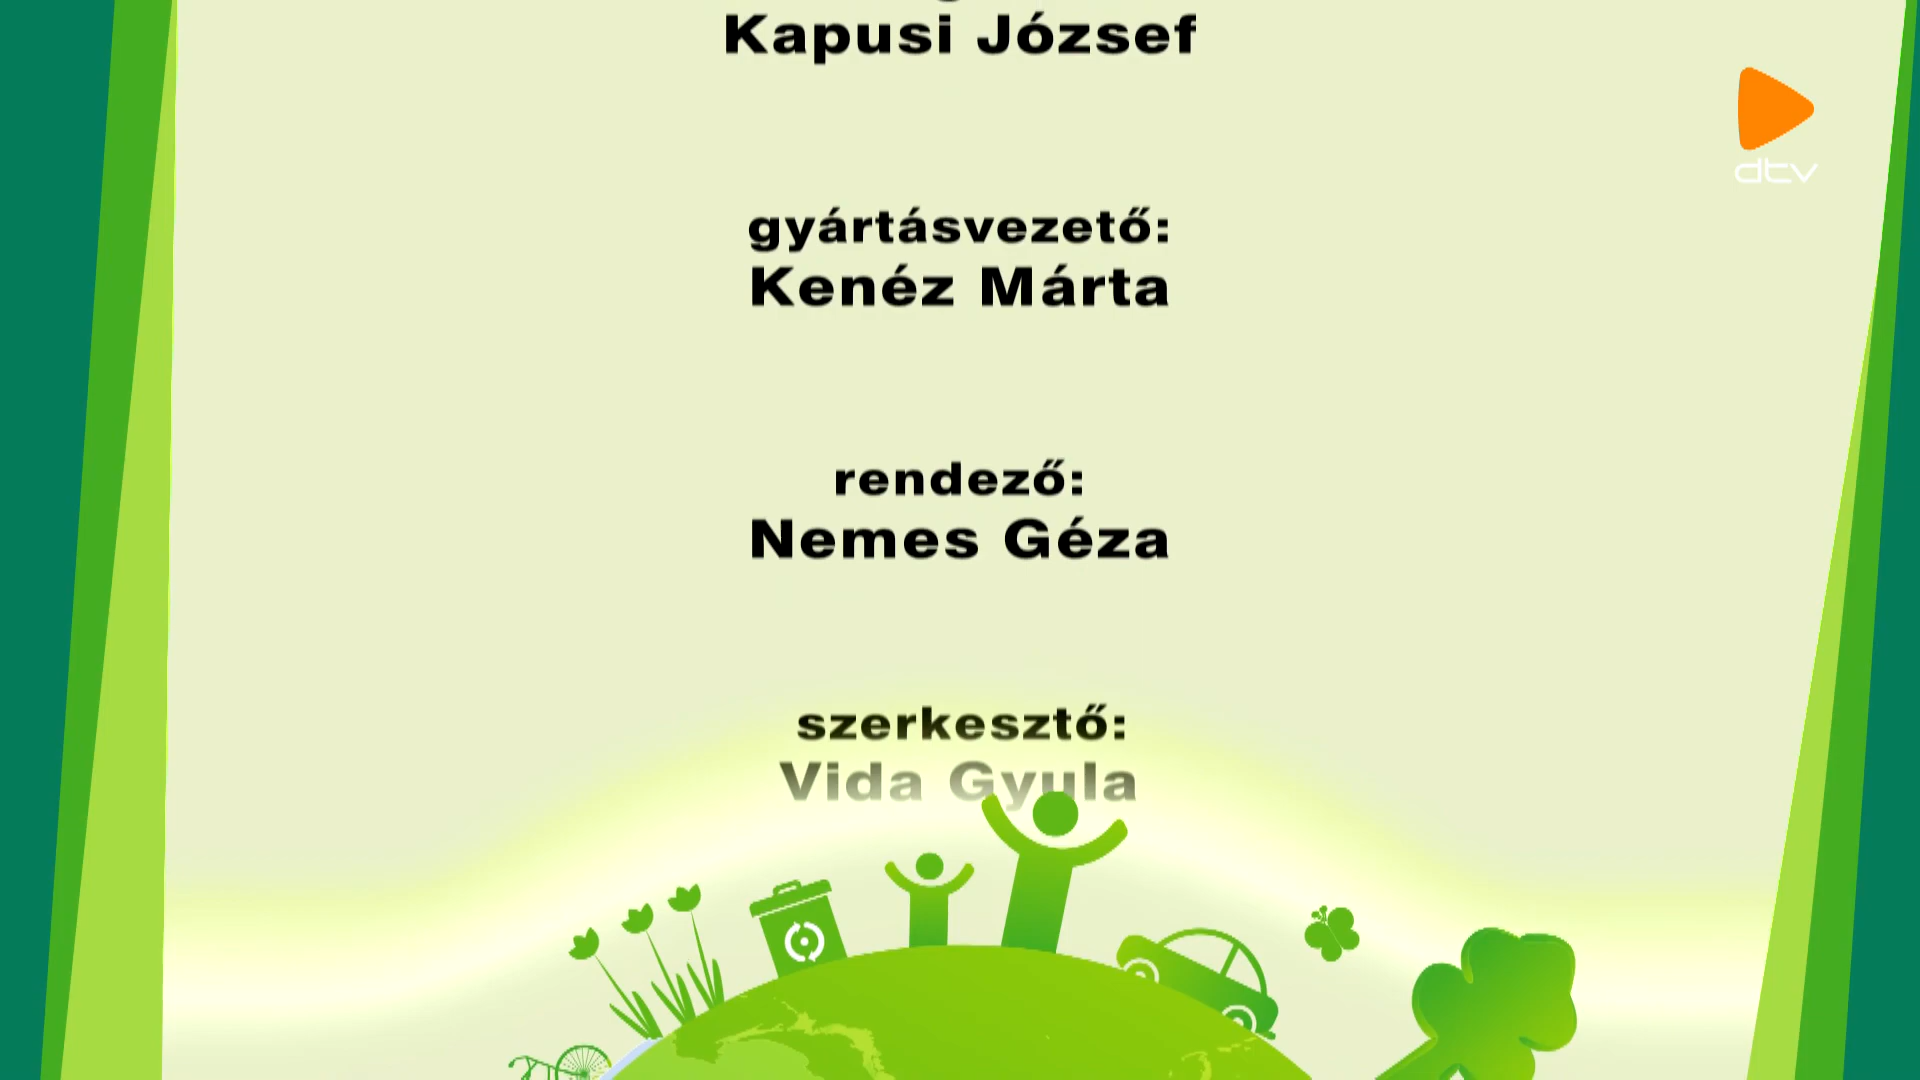 Kapusi József
dtv
gyártásvezető:
Kenéz Márta
rendező:
Nemes Géza
szerkesztő:
Vida Gyula